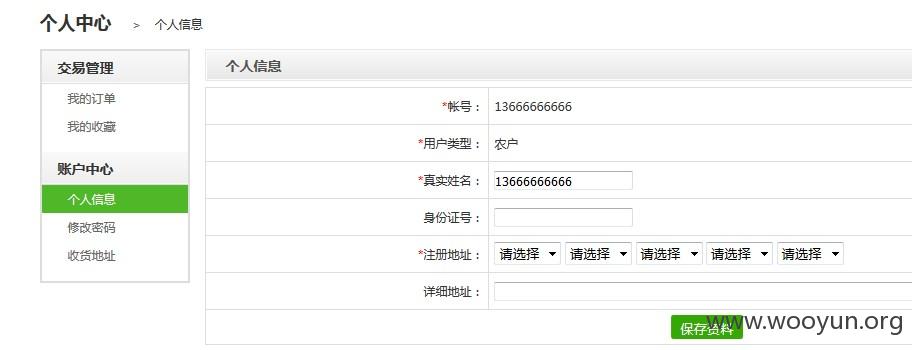 个人中心 > 个人信息
交易管理
我的订单
我的收藏
账户中心
个人信息
修改密码
收货地址
个人信息
*帐号： 13666666666
*用户类型： 农户
*真实姓名： 13666666666
身份证号：
*注册地址： 请选择 请选择 请选择 请选择 请选择
详细地址：
保存资料
www.wooyun.org